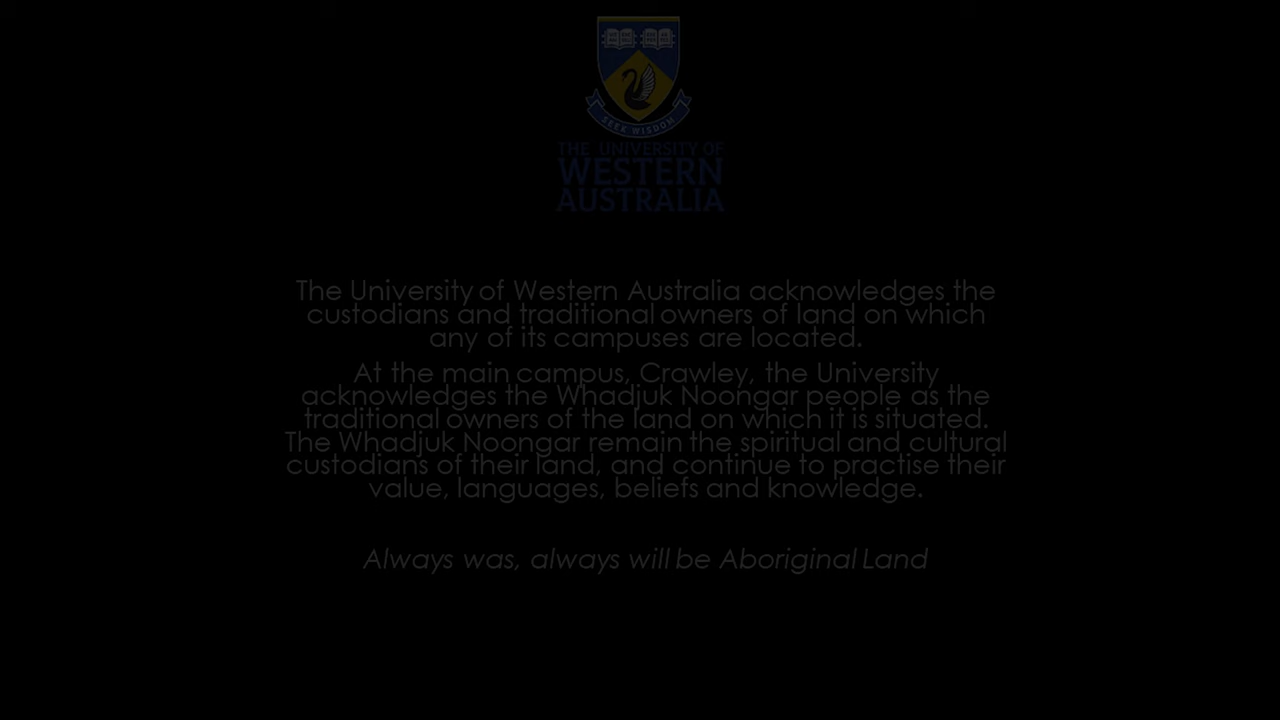 SEEK WISDOM
THE UNIVERSITY OF
WESTERN
AUSTRALIA
The University of Western Australia acknowledges the
custodians and traditional owners of land on which
any of its campuses are located.
At the main campus, Crawley, the University
acknowledges the Whadjuk Noongar people as the
traditional owners of the land on which it is situated.
The Whadjuk Noongar remain the spiritual and cultural
custodians of their land, and continue to practise their
value, languages, beliefs and knowledge.
Always was, always will be Aboriginal Land